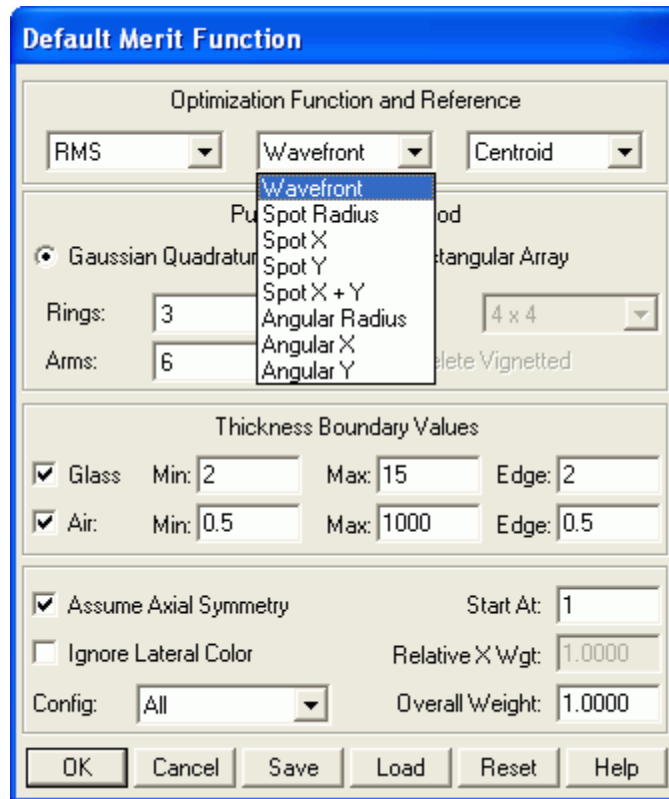 Default Merit Function
Optimization Function and Reference
RMS Wavefront Centroid
Wavefront
Spot Radius
Spot X
Spot Y
Spot X + Y
Angular Radius
Angular X
Angular Y
Gaussian Quadratur
Rings: 3 4 x 4
Arms: 6 Vignetted
Array
Thickness Boundary Values
Glass Min: 2 Max: 15 Edge: 2
Air: Min: 0.5 Max: 1000 Edge: 0.5
Assume Axial Symmetry Start At: 1
Ignore Lateral Color Relative X Wgt: 1.0000
Config: All Overall Weight: 1.0000
OK Cancel Save Load Reset Help